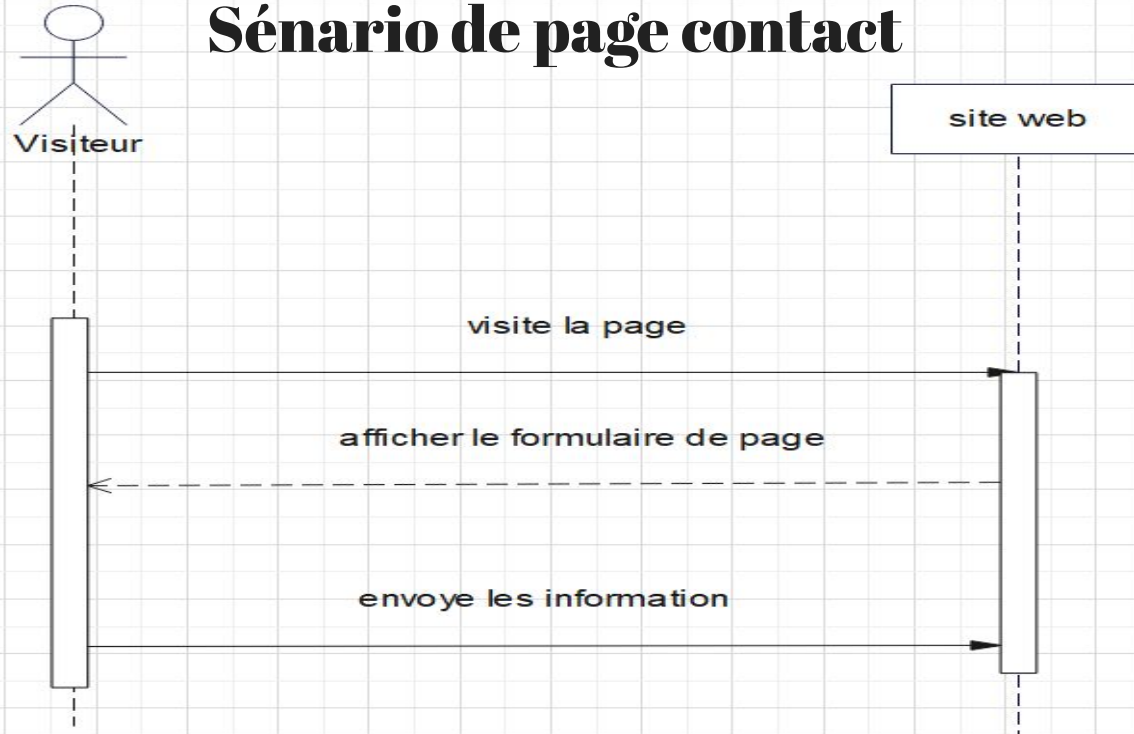 Sénario de page contact
site web
Visiteur
visite la page
afficher le formulaire de page
envoye les information